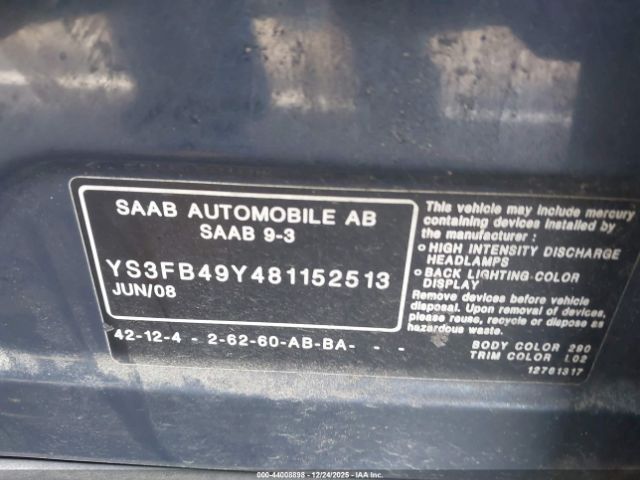 SAAB AUTOMOBILE AB
SAAB 9-3
YS3FB49Y481152513
JUN/08
42-12-4 - 2-62-60-AB-BA- - -
This vehicle may include mercury
containing devices installed by
the manufacturer :
o HIGH INTENSITY DISCHARGE
HEADLAMPS
o BACK LIGHTING-COLOR
DISPLAY
Remove devices before vehicle
disposal. Upon removal of devices,
please reuse, recycle or dispose as
hazardous waste.
BODY COLOR 290
TRIM COLOR L02
12761317
000-44008898 - 12/24/2025 - IAA Inc.